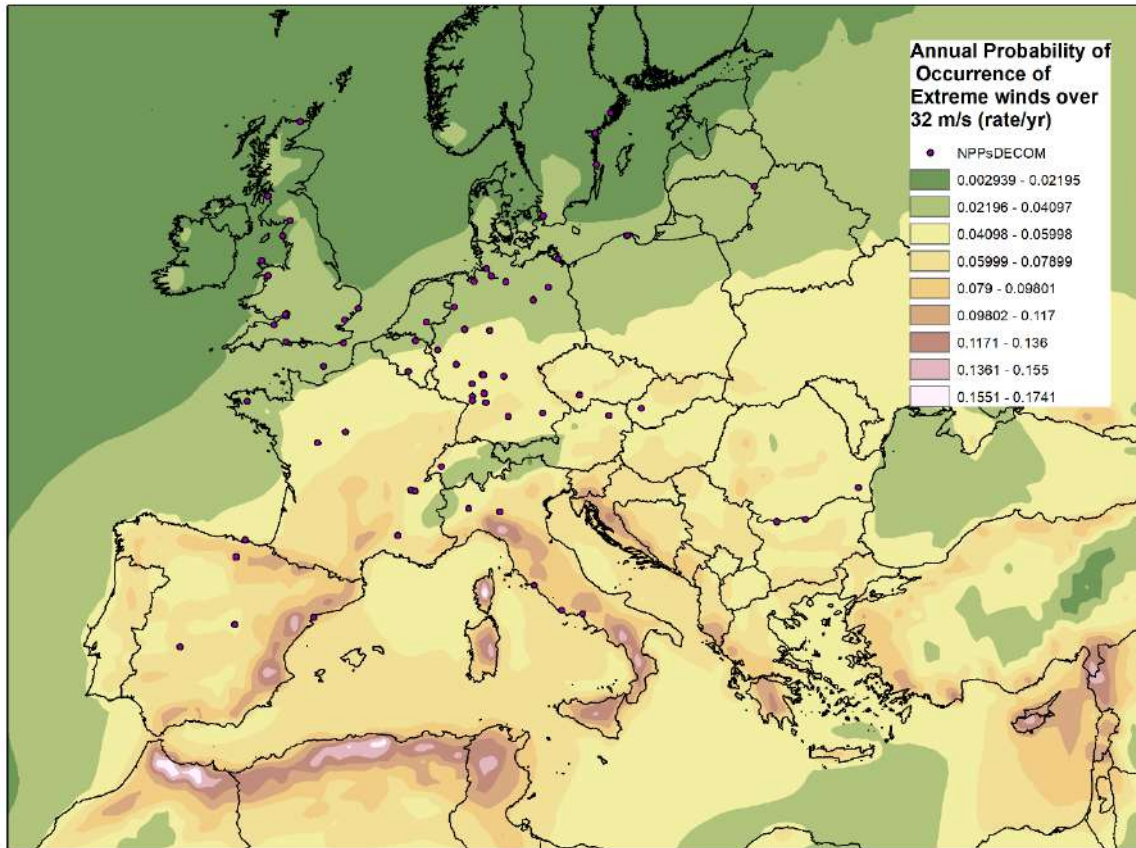 Annual Probability of
Occurrence of
Extreme winds over
32 m/s (rate/yr)
NPPsDECOM
0.002939 - 0.02195
0.02196 - 0.04097
0.04098 - 0.05998
0.05999 - 0.07899
0.079 - 0.09801
0.09802 - 0.117
0.1171 - 0.136
0.1361 - 0.155
0.1551 - 0.1741